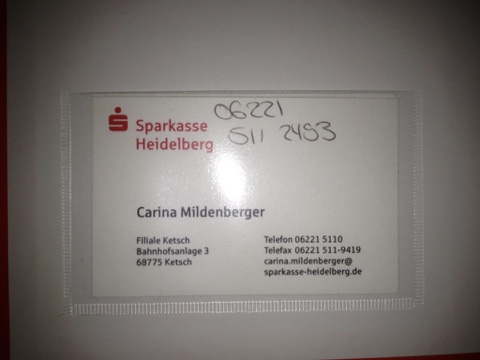 06221
511 2493
Sparkasse
Heidelberg
Carina Mildenberger
Filiale Ketsch
Bahnhofsanlage 3
68775 Ketsch
Telefon 06221 5110
Telefax 06221 511-9419
carina.mildenberger@
sparkasse-heidelberg.de